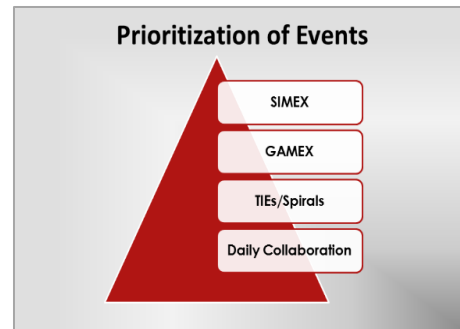 Prioritization of Events
SIMEX
GAMEX
TIEs/Spirals
Daily Collaboration